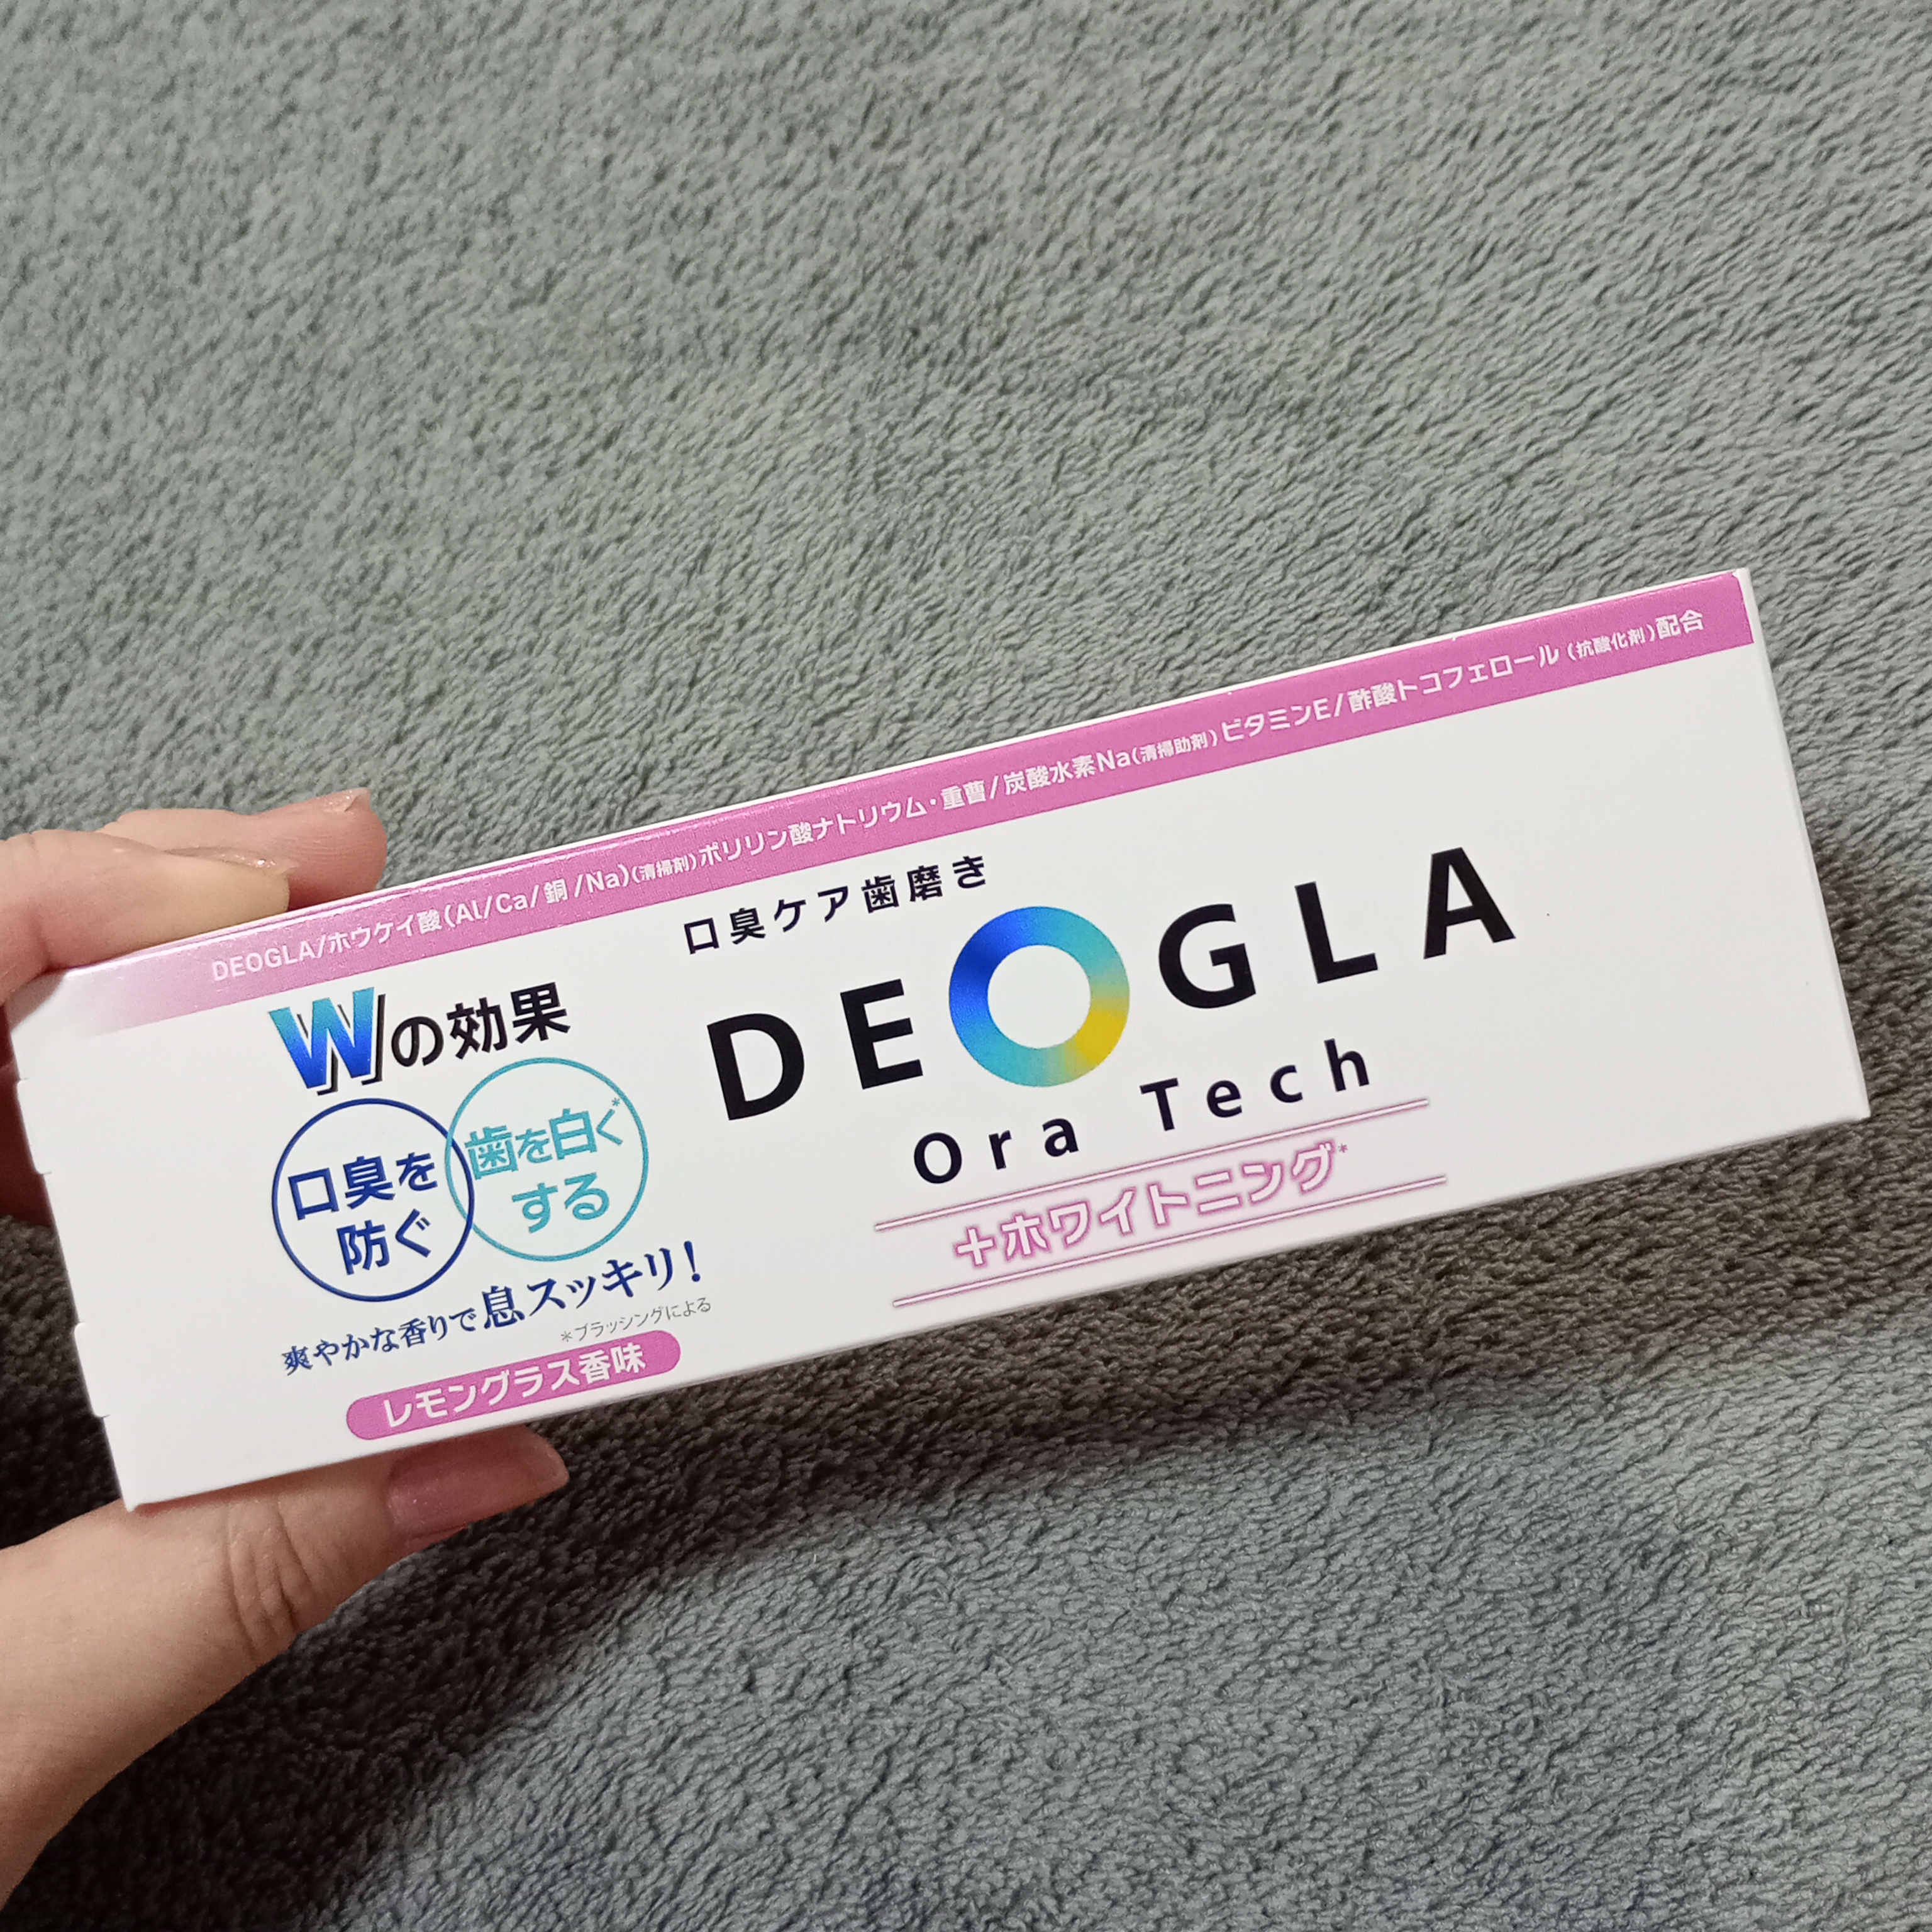 DEOGLA/ホウケイ酸(Al/Ca/銅/Na)(清掃剤)ポリリン酸ナトリウム・重曹/炭酸水素Na(清掃助剤)ビタミンE/酢酸トコフェロール(抗酸化剤)配合
口臭ケア歯磨き
DEOGLA
Ora Tech
+ホワイトニング*
Wの効果
口臭を
防ぐ
歯を白く*
する
爽やかな香りで息スッキリ!
*ブラッシングによる
レモングラス香味